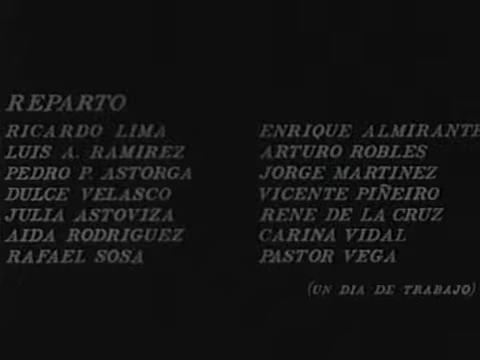 REPARTO
RICARDO LIMA
LUIS A. RAMIREZ
PEDRO P. ASTORGA
DULCE VELASCO
JULIA ASTOVIZA
AIDA RODRIGUEZ
RAFAEL SOSA
ENRIQUE ALMIRANTE
ARTURO ROBLES
JORGE MARTINEZ
VICENTE PIÑEIRO
RENE DE LA CRUZ
CARINA VIDAL
PASTOR VEGA
(UN DIA DE TRABAJO)